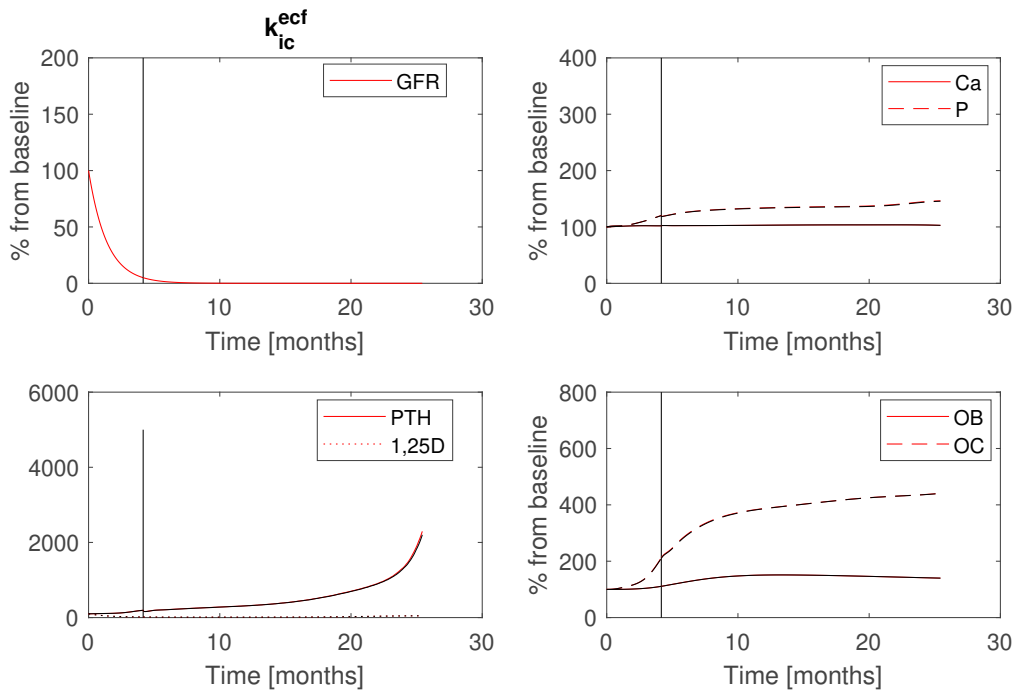 k_ic^ecf
200
150
100
50
0
% from baseline
GFR
0 10 20 30
Time [months]
400
300
200
100
0
% from baseline
Ca
P
0 10 20 30
Time [months]
6000
4000
2000
0
PTH
1,25D
0 10 20 30
Time [months]
800
600
400
200
0
% from baseline
OB
OC
0 10 20 30
Time [months]